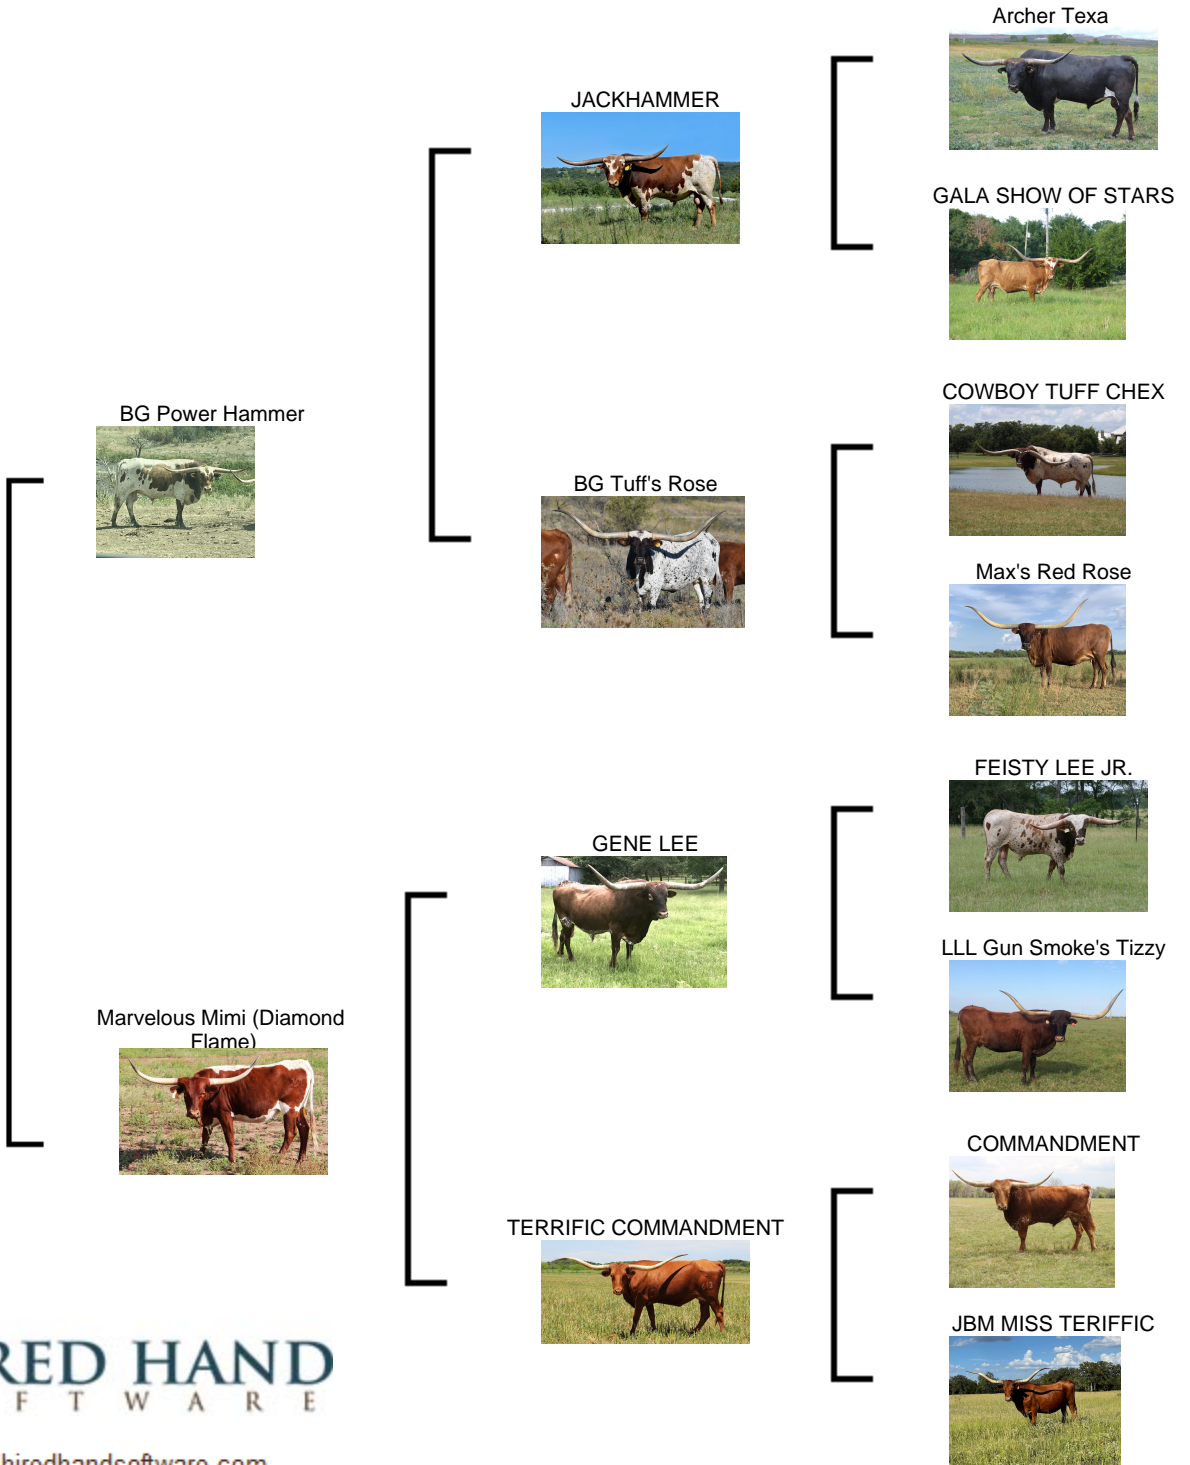 Archer Texa
JACKHAMMER
GALA SHOW OF STARS
COWBOY TUFF CHEX
BG Power Hammer
BG Tuff's Rose
Max's Red Rose
FEISTY LEE JR.
GENE LEE
LLL Gun Smoke's Tizzy
Marvelous Mimi (Diamond
Flame)
COMMANDMENT
TERRIFIC COMMANDMENT
JBM MISS TERIFFIC
RED HAND
F T W A R E
hiredhandsoftware.com